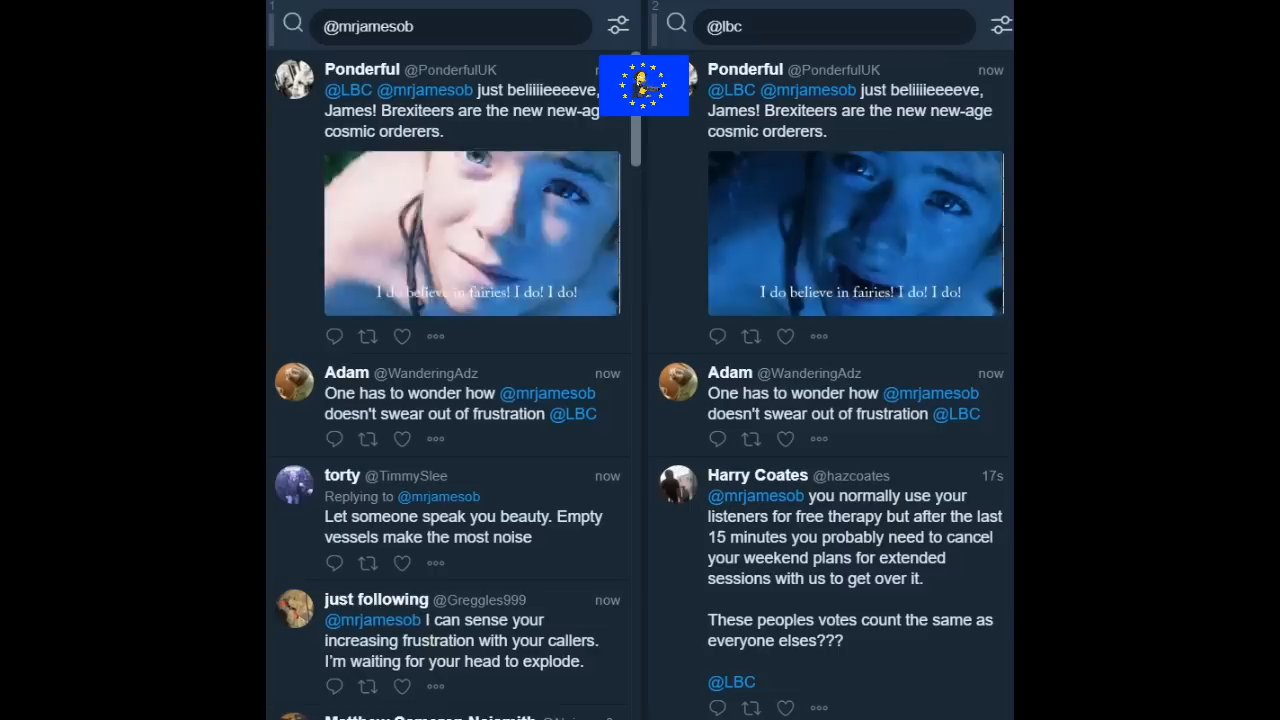 1
@mrjamesob
Ponderful @PonderfulUK
@LBC @mrjamesob just beliiiieeeeve,
James! Brexiteers are the new new-ag
cosmic orderers.
I do believe in fairies! I do! I do!
Adam @WanderingAdz now
One has to wonder how @mrjamesob
doesn't swear out of frustration @LBC
torty @TimmySlee now
Replying to @mrjamesob
Let someone speak you beauty. Empty
vessels make the most noise
just following @Greggles999 now
@mrjamesob I can sense your
increasing frustration with your callers.
I'm waiting for your head to explode.
2
@lbc
Ponderful @PonderfulUK now
@LBC @mrjamesob just beliiiieeeeve,
James! Brexiteers are the new new-age
cosmic orderers.
I do believe in fairies! I do! I do!
Adam @WanderingAdz now
One has to wonder how @mrjamesob
doesn't swear out of frustration @LBC
Harry Coates @hazcoates 17s
@mrjamesob you normally use your
listeners for free therapy but after the last
15 minutes you probably need to cancel
your weekend plans for extended
sessions with us to get over it.
These peoples votes count the same as
everyone elses???
@LBC